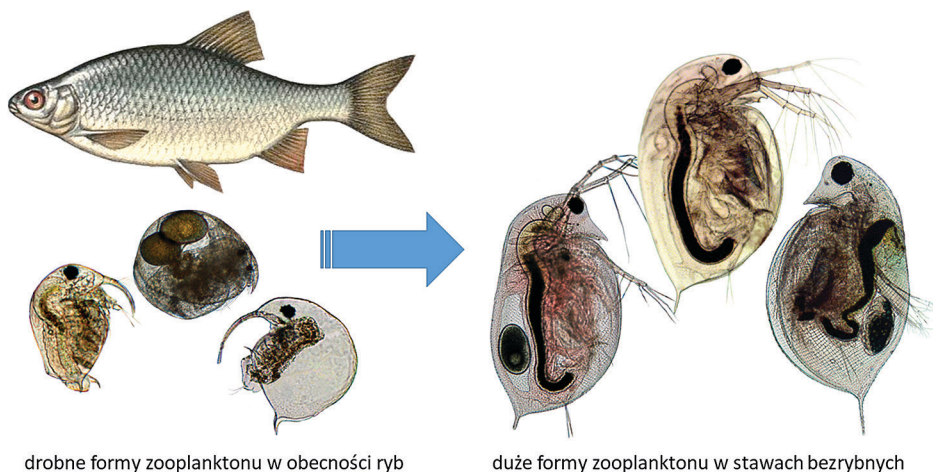 drobne formy zooplanktonu w obecności ryb
duże formy zooplanktonu w stawach bezrybnych